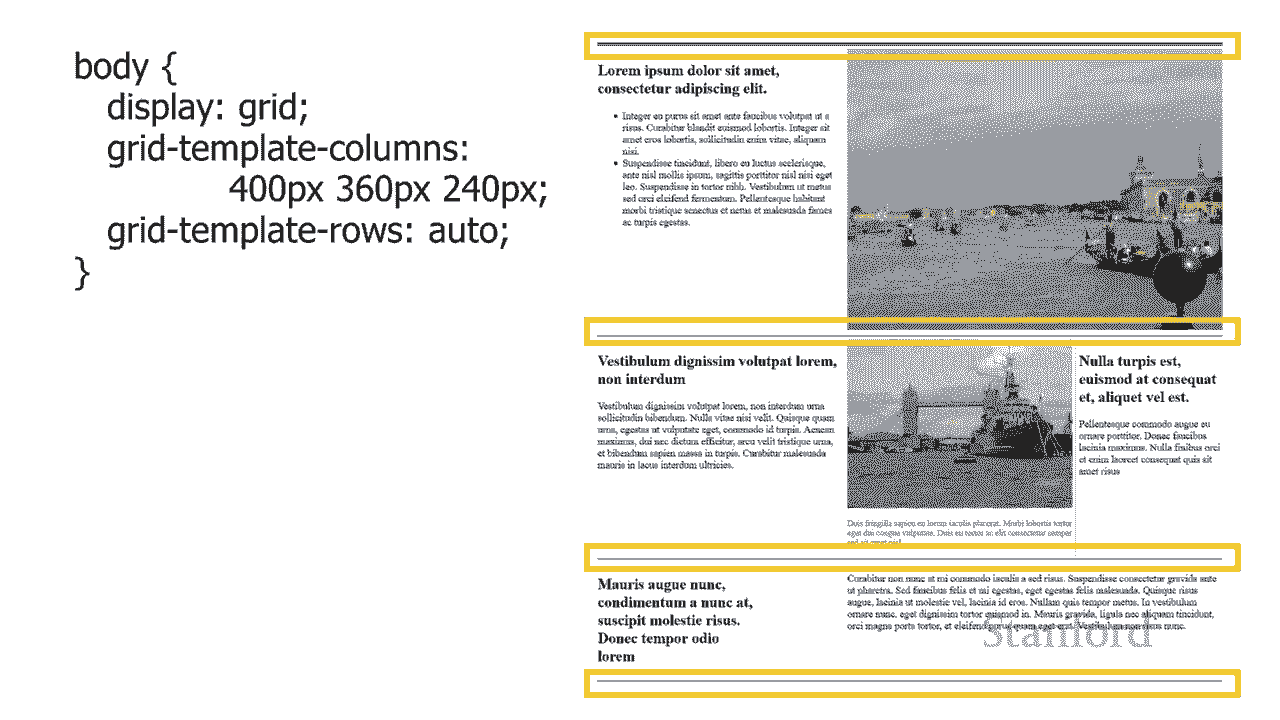 body {
display: grid;
grid-template-columns:
400px 360px 240px;
grid-template-rows: auto;
}
Lorem ipsum dolor sit amet,
consectetur adipiscing elit.
• Integer eu purus sit amet ante faucibus volutpat ut a
risus. Curabitur blandit euismod lobortis. Integer sit
amet eros lobortis, sollicitudin enim vitae, aliquam
nisi.
• Suspendisse tincidunt, libero eu luctus scelerisque,
ante nisl mollis ipsum, sagittis porttitor nisl nisi eget
leo. Suspendisse in tortor nibh. Vestibulum ut metus
sed orci eleifend fermentum. Pellentesque habitant
morbi tristique senectus et netus et malesuada fames
ac turpis egestas.
Vestibulum dignissim volutpat lorem,
non interdum
Vestibulum dignissim volutpat lorem, non interdum urna
sollicitudin bibendum. Nulla vitae nisi velit. Quisque quam
urna, egestas ut vulputate eget, commodo id turpis. Aenean
maximus, dui nec dictum efficitur, arcu velit tristique urna,
et bibendum sapien massa in turpis. Curabitur malesuada
mauris in lacus interdum ultricies.
Duis fringilla sapien eu lorem iaculis placerat. Morbi lobortis tortor
eget dui congue vulputate. Duis eu tortor ac elit consectetur semper
Nulla turpis est,
euismod at consequat
et, aliquet vel est.
Pellentesque commodo augue eu
ornare porttitor. Donec faucibus
lacinia maximus. Nulla finibus orci
et enim laoreet consequat quis sit
amet risus
Mauris augue nunc,
condimentum a nunc at,
suscipit molestie risus.
Donec tempor odio
lorem
Curabitur non nunc at mi commodo iaculis a sed risus. Suspendisse consectetur gravida ante
ut pharetra. Sed faucibus felis et mi egestas, eget egestas felis malesuada. Quisque risus
augue, lacinia ut molestie vel, lacinia id eros. Nullam quis tempor metus. In vestibulum
ornare nunc, eget dignissim tortor euismod in. Mauris gravida, ligula nec aliquam tincidunt,
orci magna porta tortor, et eleifend purus quam eget erat. Vestibulum non risus nunc.
Stanford